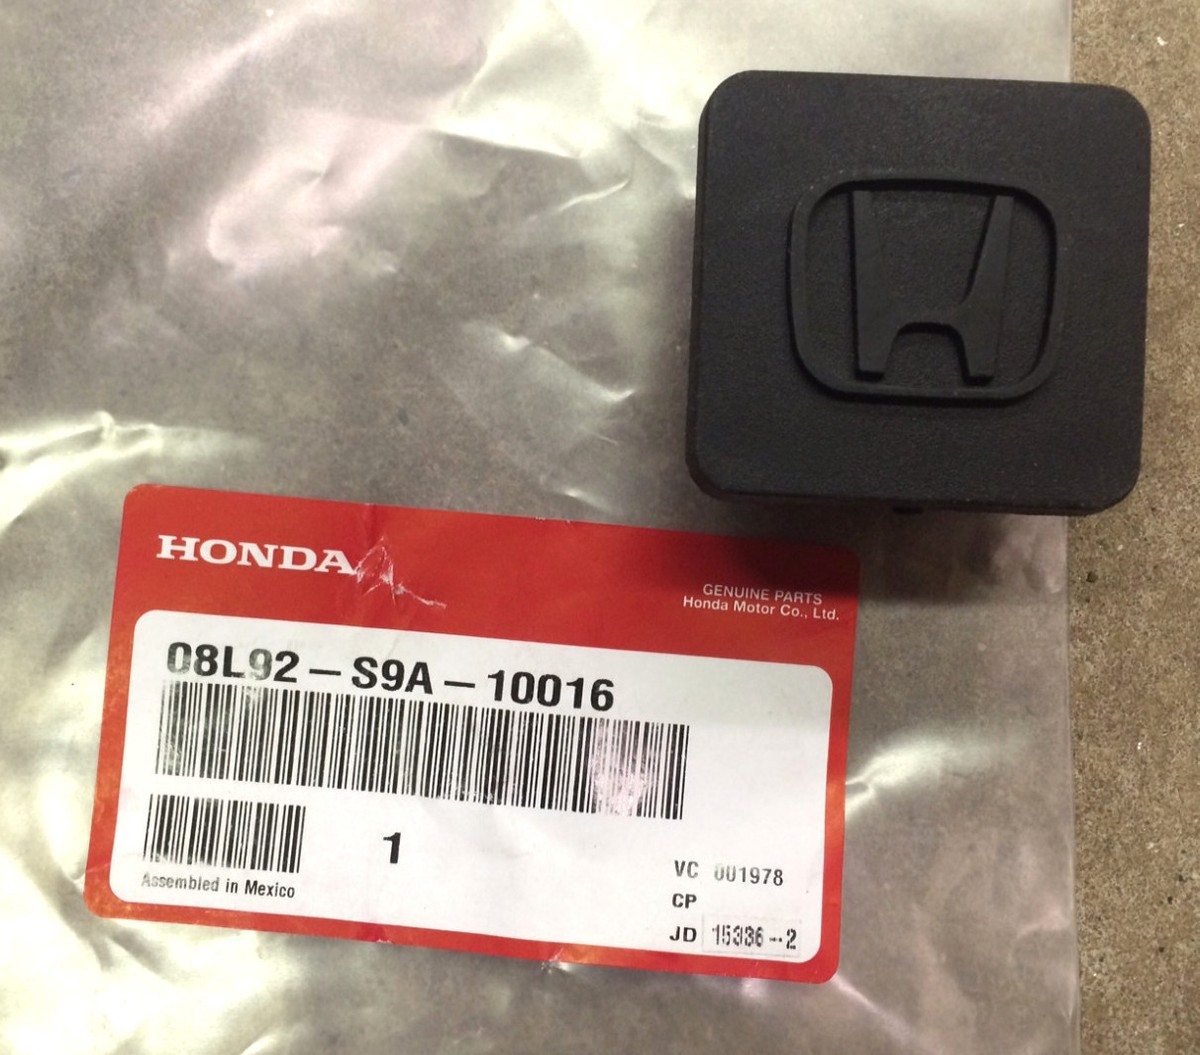 HONDA
GENUINE PARTS
Honda Motor Co., Ltd.
08L92-S9A-10016
1
Assembled in Mexico
VC 001978
CP
JD 15336-2